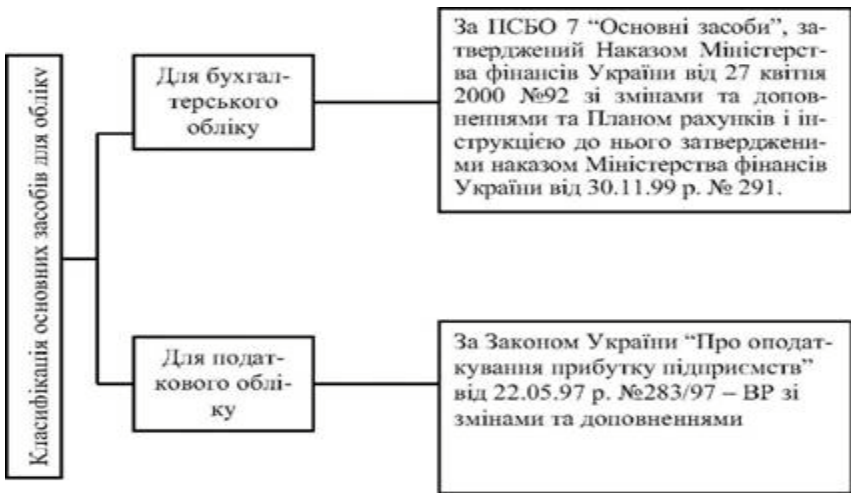 Класифікація основних засобів для обліку
Для бухгал-
терського
обліку
За ПСБО 7 “Основні засоби”, за-
тверджений Наказом Міністерст-
ва фінансів України від 27 квітня
2000 №92 зі змінами та допов-
неннями та Планом рахунків і ін-
струкцією до нього затверджени-
ми наказом Міністерства фінансів
України від 30.11.99 р. № 291.
Для подат-
кового облі-
ку
За Законом України “Про оподат-
кування прибутку підприємств”
від 22.05.97 р. №283/97 – ВР зі
змінами та доповненнями